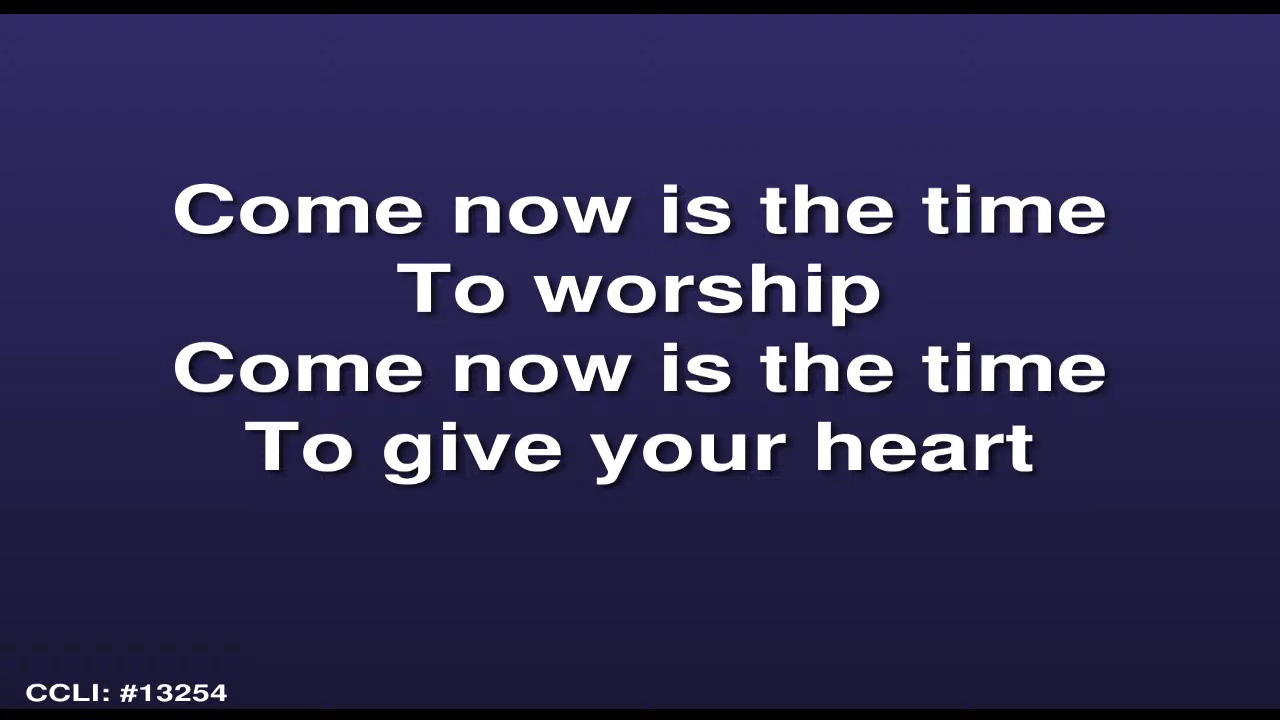 Come now is the time
To worship
Come now is the time
To give your heart
CCLI: #13254